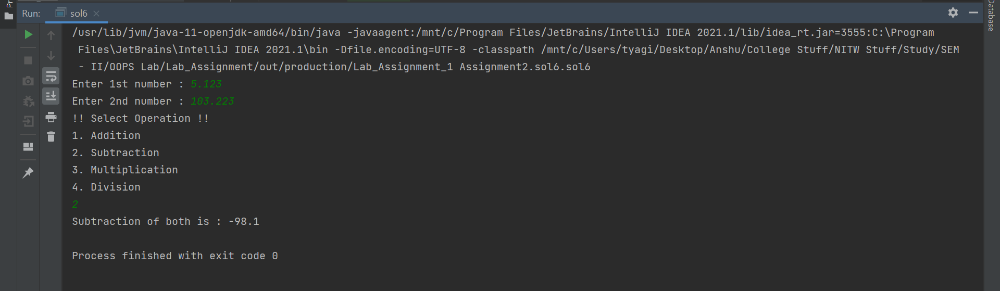 Run: sol6
/usr/lib/jvm/java-11-openjdk-amd64/bin/java -javaagent:/mnt/c/Program Files/JetBrains/IntelliJ IDEA 2021.1/lib/idea_rt.jar=3555:C:\Program
Files\JetBrains\IntelliJ IDEA 2021.1\bin -Dfile.encoding=UTF-8 -classpath /mnt/c/Users/tyagi/Desktop/Anshu/College Stuff/NITW Stuff/Study/SEM
- II/OOPS Lab/Lab_Assignment/out/production/Lab_Assignment_1 Assignment2.sol6.sol6
Enter 1st number : 5.123
Enter 2nd number : 103.223
!! Select Operation !!
1. Addition
2. Subtraction
3. Multiplication
4. Division
2
Subtraction of both is : -98.1
Process finished with exit code 0
Database